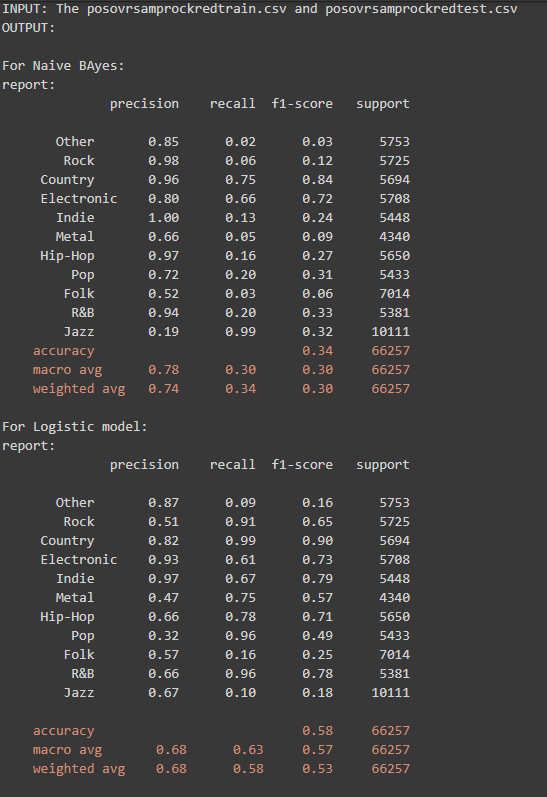 INPUT: The posovrsamprockredtrain.csv and posovrsamprockredtest.csv
OUTPUT:
For Naive BAyes:
report:
precision recall f1-score support
Other 0.85 0.02 0.03 5753
Rock 0.98 0.06 0.12 5725
Country 0.96 0.75 0.84 5694
Electronic 0.80 0.66 0.72 5708
Indie 1.00 0.13 0.24 5448
Metal 0.66 0.05 0.09 4340
Hip-Hop 0.97 0.16 0.27 5650
Pop 0.72 0.20 0.31 5433
Folk 0.52 0.03 0.06 7014
R&B 0.94 0.20 0.33 5381
Jazz 0.19 0.99 0.32 10111
accuracy 0.34 66257
macro avg 0.78 0.30 0.30 66257
weighted avg 0.74 0.34 0.30 66257
For Logistic model:
report:
precision recall f1-score support
Other 0.87 0.09 0.16 5753
Rock 0.51 0.91 0.65 5725
Country 0.82 0.99 0.90 5694
Electronic 0.93 0.61 0.73 5708
Indie 0.97 0.67 0.79 5448
Metal 0.47 0.75 0.57 4340
Hip-Hop 0.66 0.78 0.71 5650
Pop 0.32 0.96 0.49 5433
Folk 0.57 0.16 0.25 7014
R&B 0.66 0.96 0.78 5381
Jazz 0.67 0.10 0.18 10111
accuracy 0.58 66257
macro avg 0.68 0.63 0.57 66257
weighted avg 0.68 0.58 0.53 66257